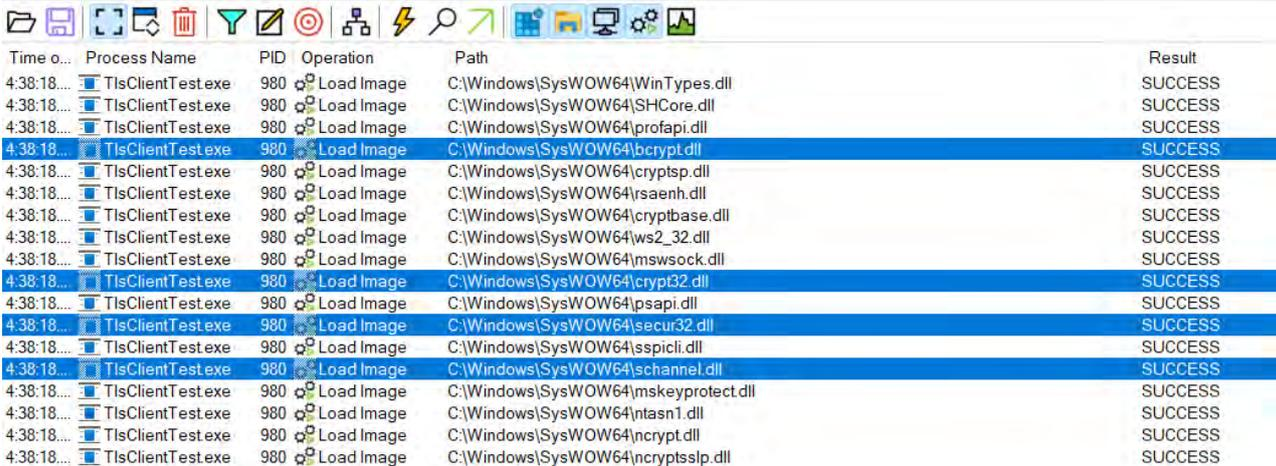 Time o... Process Name PID Operation Path Result
4:38:18.... TlsClientTest.exe 980 Load Image C:\Windows\SysWOW64\WinTypes.dll SUCCESS
4:38:18.... TlsClientTest.exe 980 Load Image C:\Windows\SysWOW64\SHCore.dll SUCCESS
4:38:18.... TlsClientTest.exe 980 Load Image C:\Windows\SysWOW64\profapi.dll SUCCESS
4:38:18.... TlsClientTest.exe 980 Load Image C:\Windows\SysWOW64\bcrypt.dll SUCCESS
4:38:18.... TlsClientTest.exe 980 Load Image C:\Windows\SysWOW64\cryptsp.dll SUCCESS
4:38:18.... TlsClientTest.exe 980 Load Image C:\Windows\SysWOW64\rsaenh.dll SUCCESS
4:38:18.... TlsClientTest.exe 980 Load Image C:\Windows\SysWOW64\cryptbase.dll SUCCESS
4:38:18.... TlsClientTest.exe 980 Load Image C:\Windows\SysWOW64\ws2_32.dll SUCCESS
4:38:18.... TlsClientTest.exe 980 Load Image C:\Windows\SysWOW64\mswsock.dll SUCCESS
4:38:18.... TlsClientTest.exe 980 Load Image C:\Windows\SysWOW64\crypt32.dll SUCCESS
4:38:18.... TlsClientTest.exe 980 Load Image C:\Windows\SysWOW64\psapi.dll SUCCESS
4:38:18.... TlsClientTest.exe 980 Load Image C:\Windows\SysWOW64\secur32.dll SUCCESS
4:38:18.... TlsClientTest.exe 980 Load Image C:\Windows\SysWOW64\sspicli.dll SUCCESS
4:38:18.... TlsClientTest.exe 980 Load Image C:\Windows\SysWOW64\schannel.dll SUCCESS
4:38:18.... TlsClientTest.exe 980 Load Image C:\Windows\SysWOW64\mskeyprotect.dll SUCCESS
4:38:18.... TlsClientTest.exe 980 Load Image C:\Windows\SysWOW64\ntasn1.dll SUCCESS
4:38:18.... TlsClientTest.exe 980 Load Image C:\Windows\SysWOW64\ncrypt.dll SUCCESS
4:38:18.... TlsClientTest.exe 980 Load Image C:\Windows\SysWOW64\ncryptsslp.dll SUCCESS